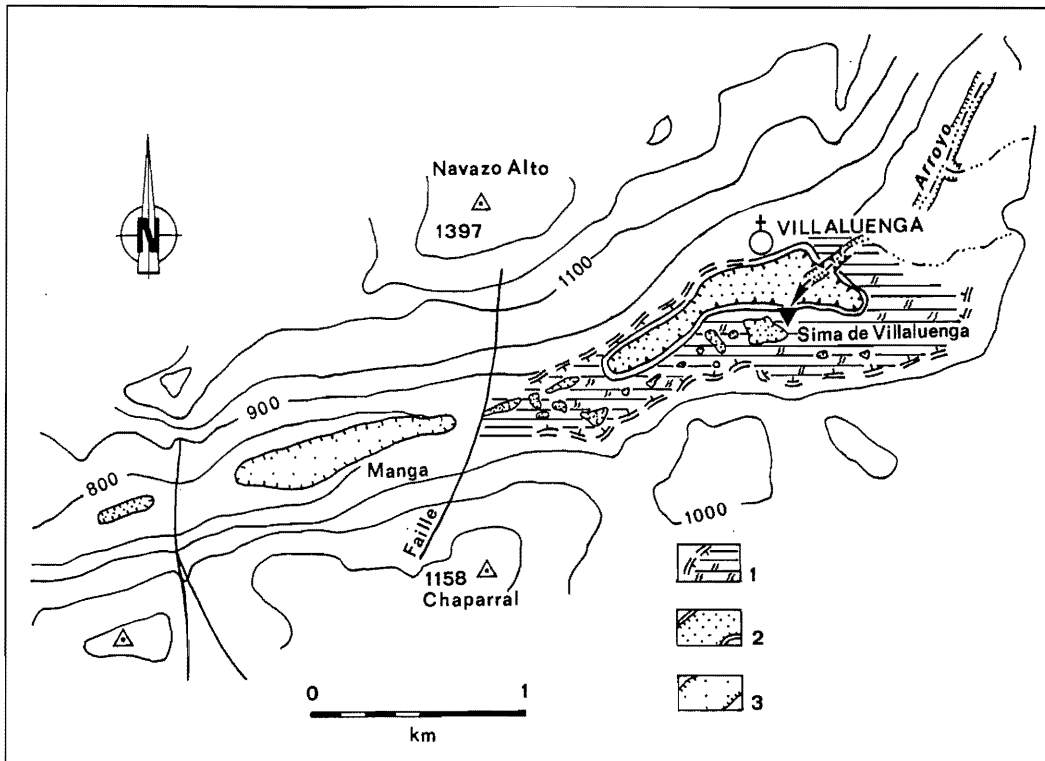 Arroyo
Navazo Alto
1397
N
VILLALUENGA
1100
Sima de Villaluenga
900
Manga
800
Faille
1000
1158
Chaparral
1
2
3
0 1
km